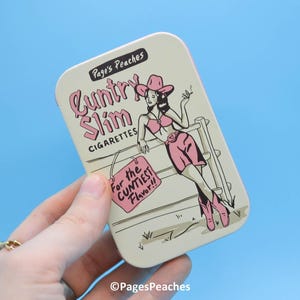 Page's Peaches
Cuntry
Slim
CIGARETTES
For the
CUNTIEST
Flavor!!
©PagesPeaches